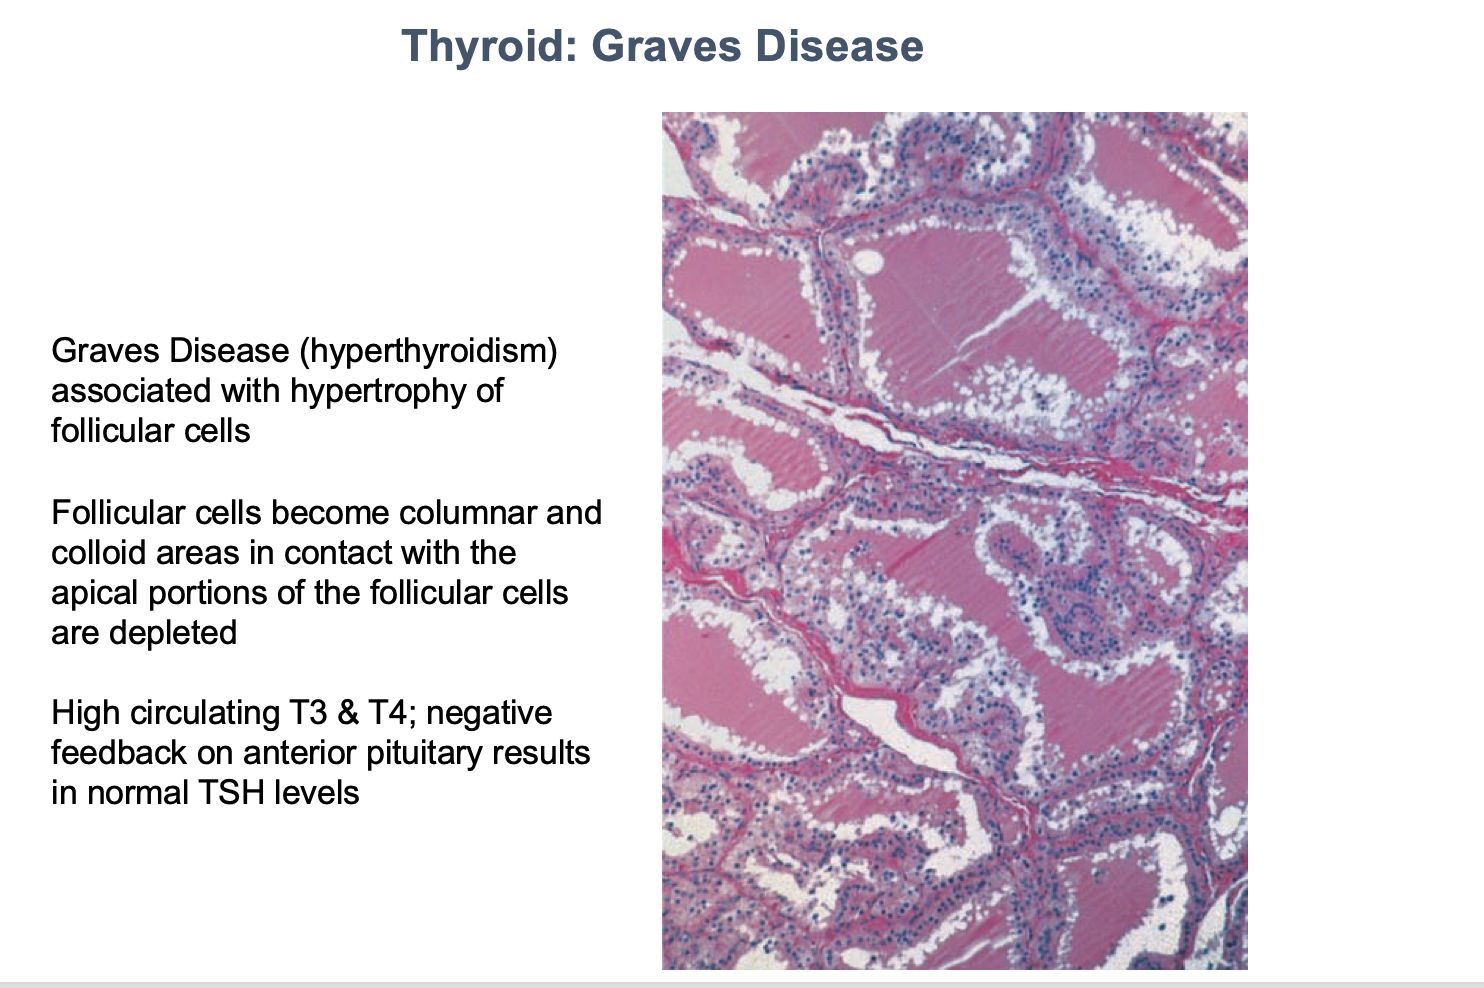 Thyroid: Graves Disease
Graves Disease (hyperthyroidism)
associated with hypertrophy of
follicular cells
Follicular cells become columnar and
colloid areas in contact with the
apical portions of the follicular cells
are depleted
High circulating T3 & T4; negative
feedback on anterior pituitary results
in normal TSH levels